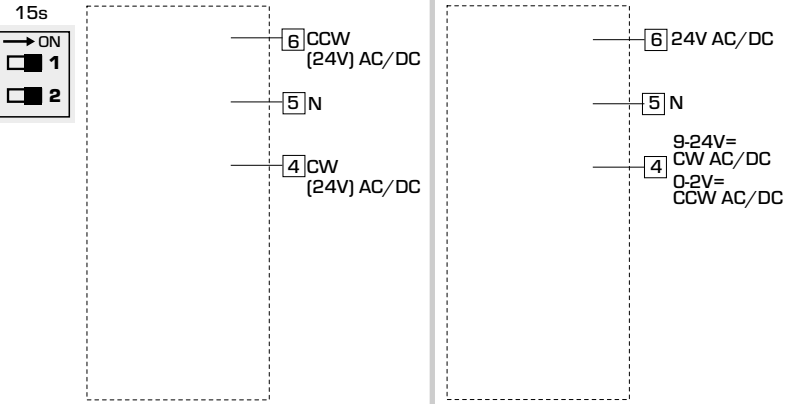 15s
ON
1
2
6 CCW
(24V) AC/DC
5 N
4 CW
(24V) AC/DC
6 24V AC/DC
5 N
9-24V=
4 CW AC/DC
0-2V=
CCW AC/DC